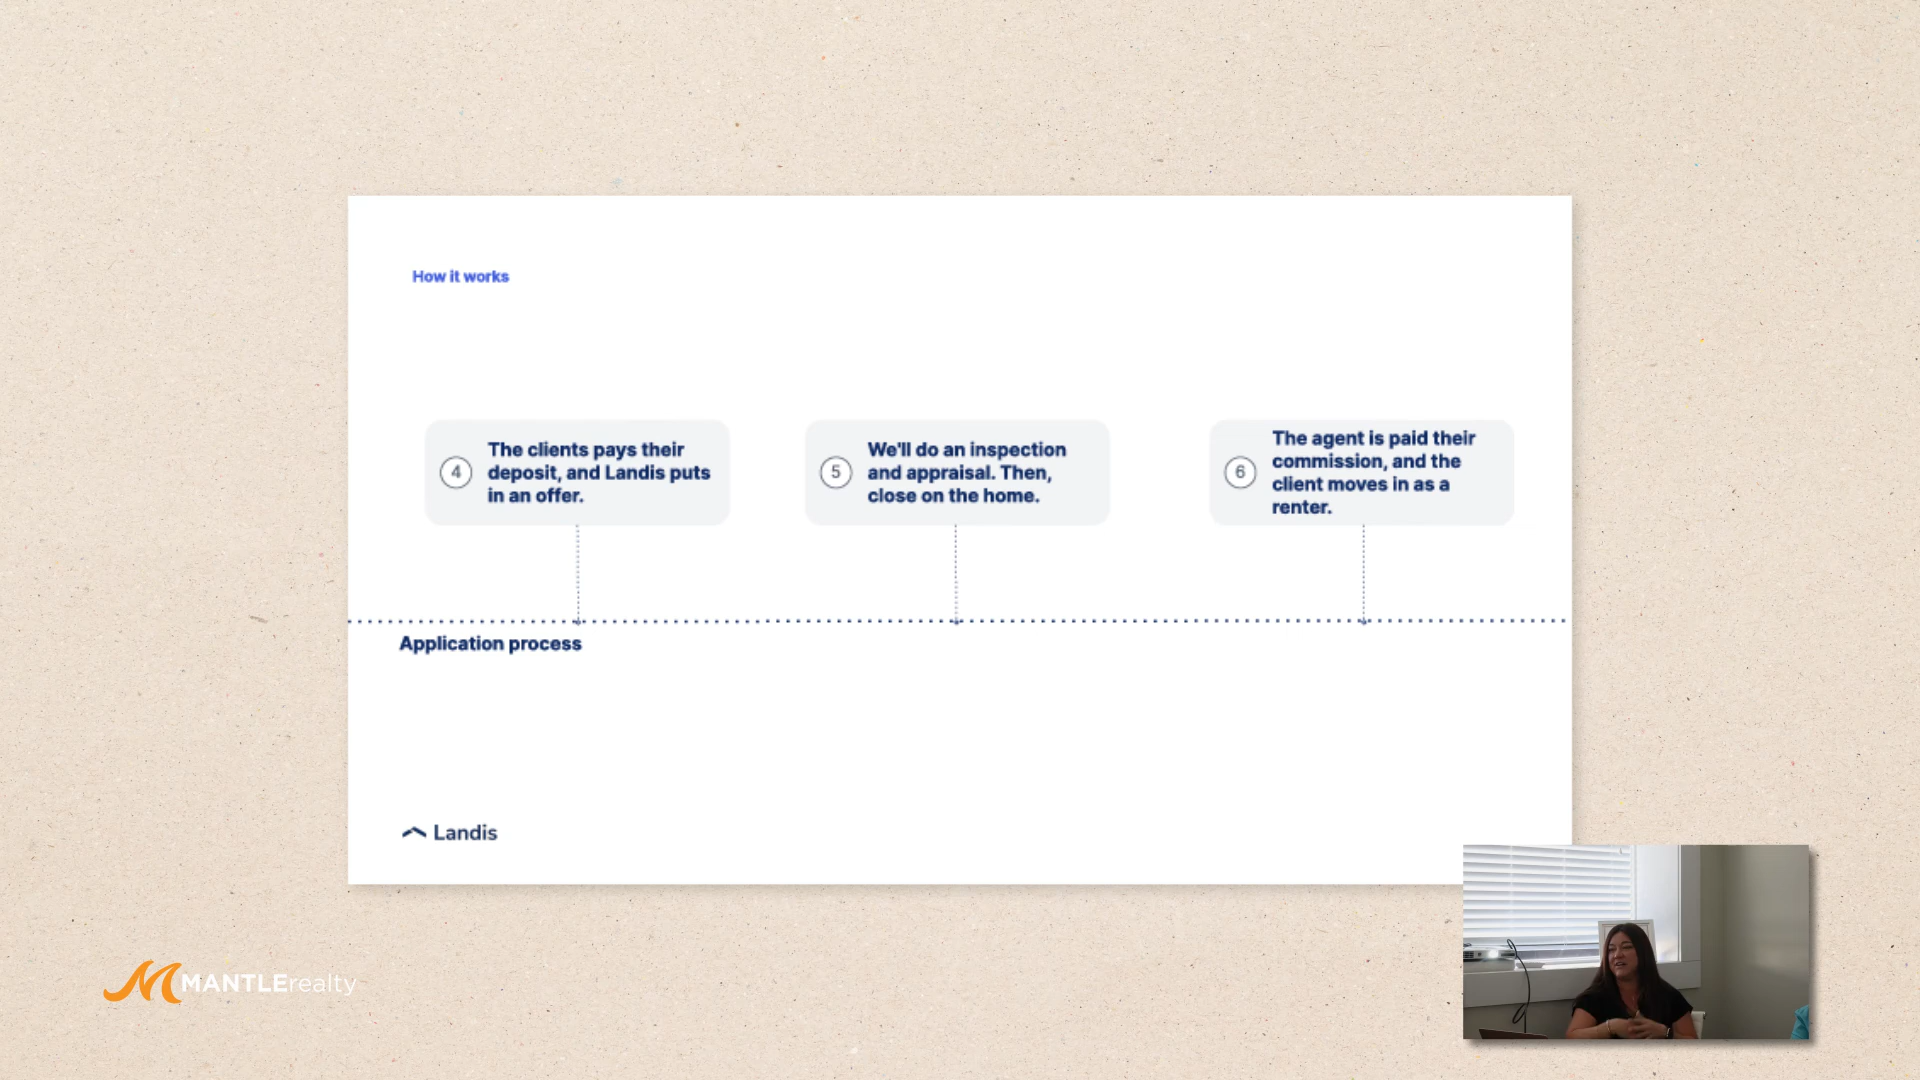 How it works
4
The clients pays their
deposit, and Landis puts
in an offer.
5
We'll do an inspection
and appraisal. Then,
close on the home.
6
The agent is paid their
commission, and the
client moves in as a
renter.
Application process
Landis
MANTLErealty